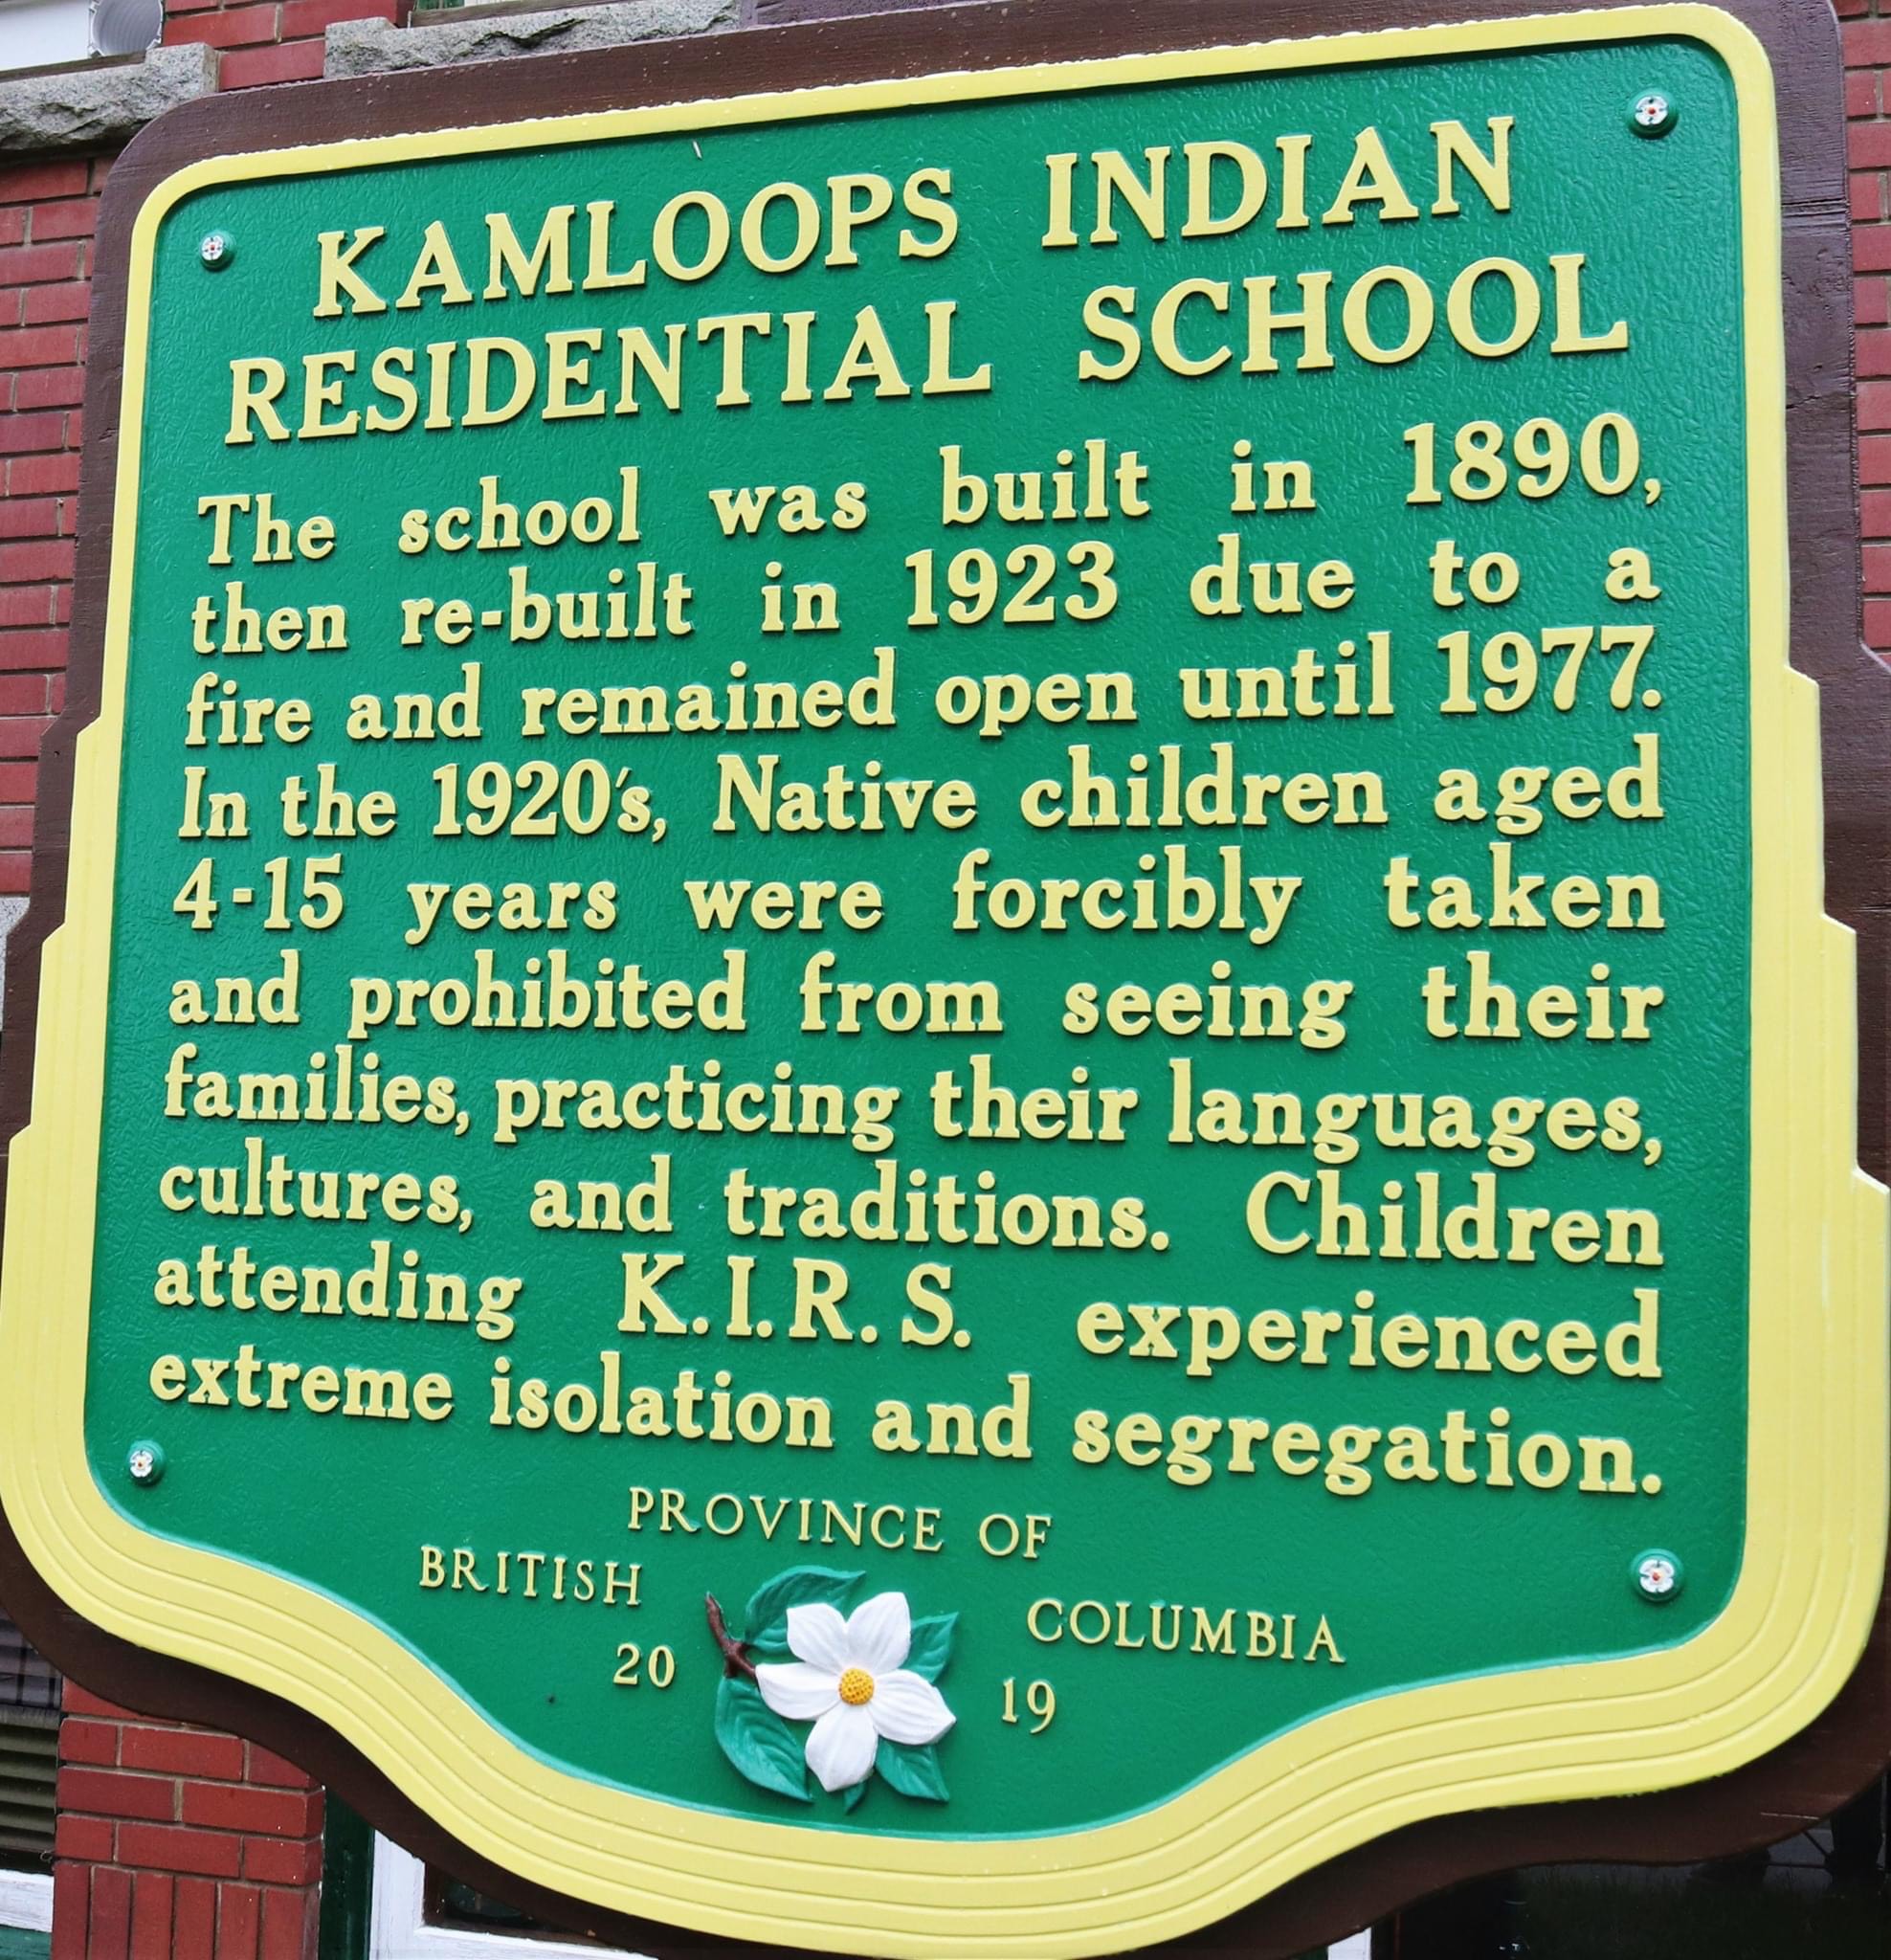 KAMLOOPS INDIAN
RESIDENTIAL SCHOOL
The school was built in 1890,
then re-built in 1923 due to a
fire and remained open until 1977.
In the 1920's, Native children aged
4-15 years were forcibly taken
and prohibited from seeing their
families, practicing their languages,
cultures, and traditions. Children
attending K.I.R.S. experienced
extreme isolation and segregation.
PROVINCE OF
BRITISH COLUMBIA
20 19